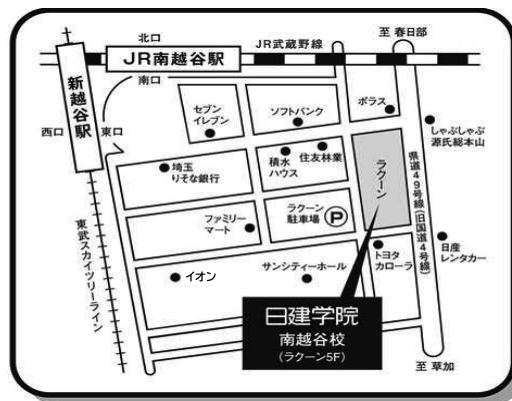 北口
JR南越谷駅
JR武蔵野線
至 春日部
南口
新越谷駅
西口
東口
セブン
イレブン
ソフトバンク
ポラス
しゃぶしゃぶ
源氏総本山
埼玉
りそな銀行
積水
ハウス
住友林業
ラクーン
県道49号線(旧国道4号線)
ファミリー
マート
ラクーン
駐車場
P
東武スカイツリーライン
イオン
サンシティーホール
トヨタ
カローラ
日産
レンタカー
日建学院
南越谷校
(ラクーン5F)
至 草加